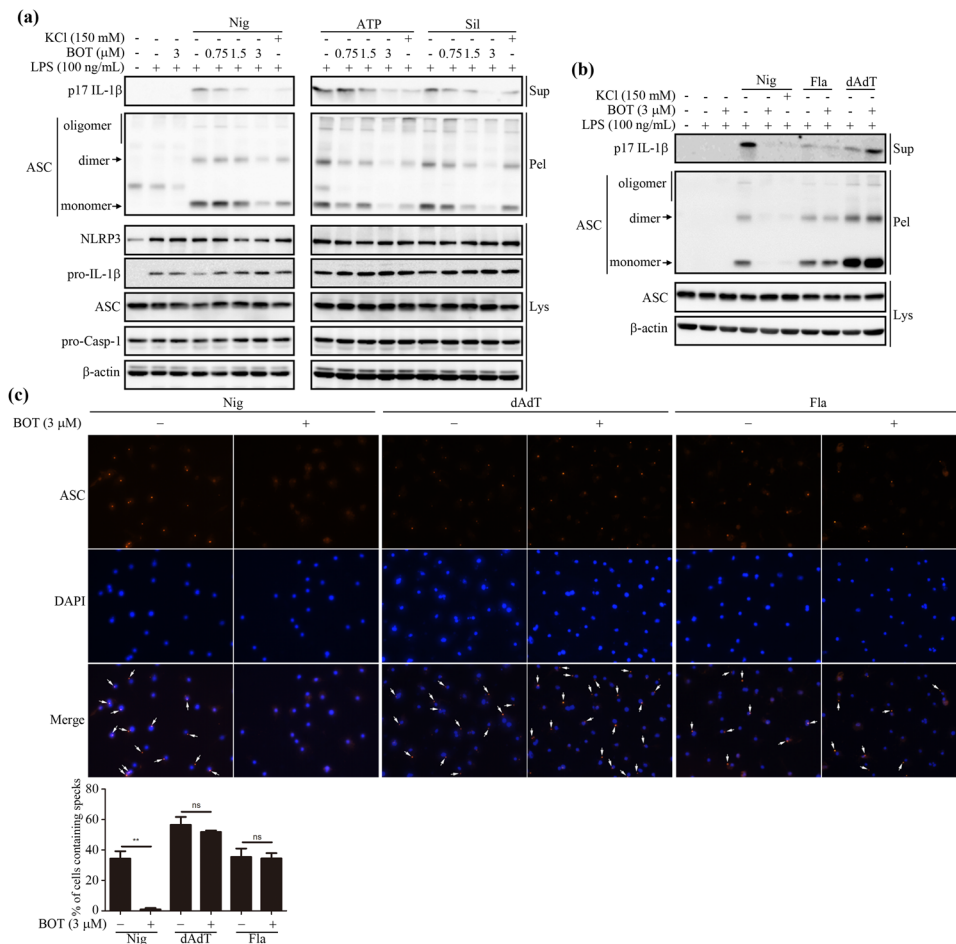 (a)
Nig
ATP
Sil
KCl (150 mM) - - - - - - - + - - - - + - - - - +
BOT (μM) - - 3 - 0.75 1.5 3 - - 0.75 1.5 3 - - 0.75 1.5 3 -
LPS (100 ng/mL) - + + + + + + + + + + + + + + + + +
p17 IL-1β
Sup
oligomer
dimer
ASC
monomer
Pel
NLRP3
pro-IL-1β
ASC
Lys
pro-Casp-1
β-actin
(b)
Nig
Fla
dAdT
KCl (150 mM) - - - - - + - - - -
BOT (3 μM) - - + - + - - + - +
LPS (100 ng/mL) - + + + + + + + + +
p17 IL-1β
Sup
oligomer
dimer
ASC
monomer
Pel
ASC
Lys
β-actin
(c)
Nig
dAdT
Fla
BOT (3 μM) – + – + – +
ASC
DAPI
Merge
% of cells containing specks
80
60
40
20
0
**
ns
ns
BOT (3 μM) – + – + – +
Nig
dAdT
Fla